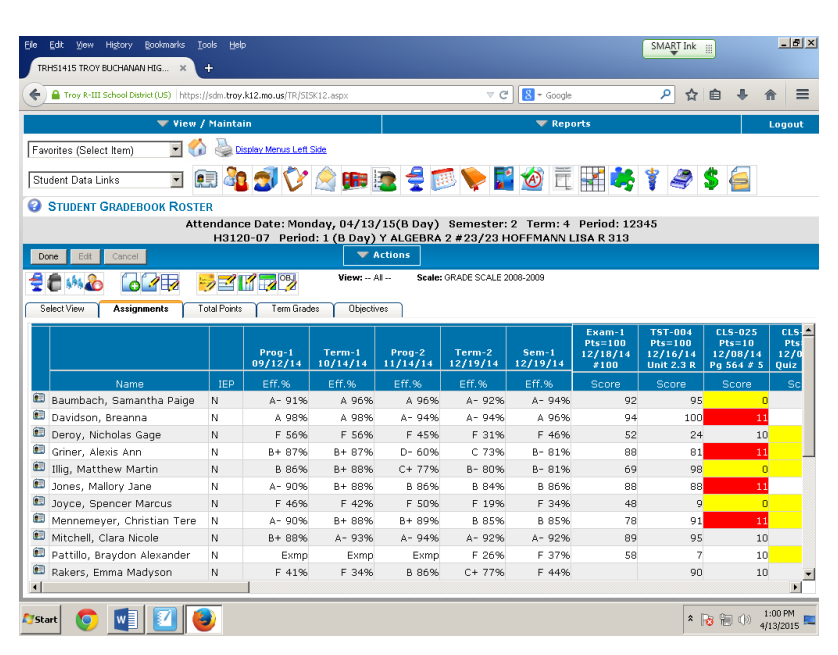 File Edit View History Bookmarks Tools Help
SMART Ink
TRHS1415 TROY BUCHANAN HIG... × +
Troy R-III School District (US) https://sdm.troy.k12.mo.us/TR/SISK12.aspx
8 Google
View / Maintain Reports Logout
Favorites (Select Item) Display Menus Left Side
Student Data Links
STUDENT GRADEBOOK ROSTER
Attendance Date: Monday, 04/13/15(B Day) Semester: 2 Term: 4 Period: 12345
H3120-07 Period: 1 (B Day) Y ALGEBRA 2 #23/23 HOFFMANN LISA R 313
Done Edit Cancel Actions
OBJ View: -- All -- Scale: GRADE SCALE 2008-2009
Select View Assignments Total Points Term Grades Objectives
Exam-1 TST-004 CLS-025 CLS-
Pts=100 Pts=100 Pts=10 Pts
Prog-1 Term-1 Prog-2 Term-2 Sem-1 12/18/14 12/16/14 12/08/14 12/0
09/12/14 10/14/14 11/14/14 12/19/14 12/19/14 #100 Unit 2.3 R Pg 564 # 5 Quiz
Name IEP Eff.% Eff.% Eff.% Eff.% Eff.% Score Score Score Sc
Baumbach, Samantha Paige N A- 91% A 96% A 96% A- 92% A- 94% 92 95 0
Davidson, Breanna N A 98% A 98% A- 94% A- 94% A 96% 94 100 11
Deroy, Nicholas Gage N F 56% F 56% F 45% F 31% F 46% 52 24 10
Griner, Alexis Ann N B+ 87% B+ 87% D- 60% C 73% B- 81% 88 81 11
Illig, Matthew Martin N B 86% B+ 88% C+ 77% B- 80% B- 81% 69 98 0
Jones, Mallory Jane N A- 90% B+ 88% B 86% B 84% B 86% 88 88 11
Joyce, Spencer Marcus N F 46% F 42% F 50% F 19% F 34% 48 9 0
Mennemeyer, Christian Tere N A- 90% B+ 88% B+ 89% B 85% B 85% 78 91 11
Mitchell, Clara Nicole N B+ 88% A- 93% A- 94% A- 92% A- 92% 89 95 10
Pattillo, Braydon Alexander N Exmp Exmp Exmp F 26% F 37% 58 7 10
Rakers, Emma Madyson N F 41% F 34% B 86% C+ 77% F 44% 90 10
Start 1:00 PM
4/13/2015